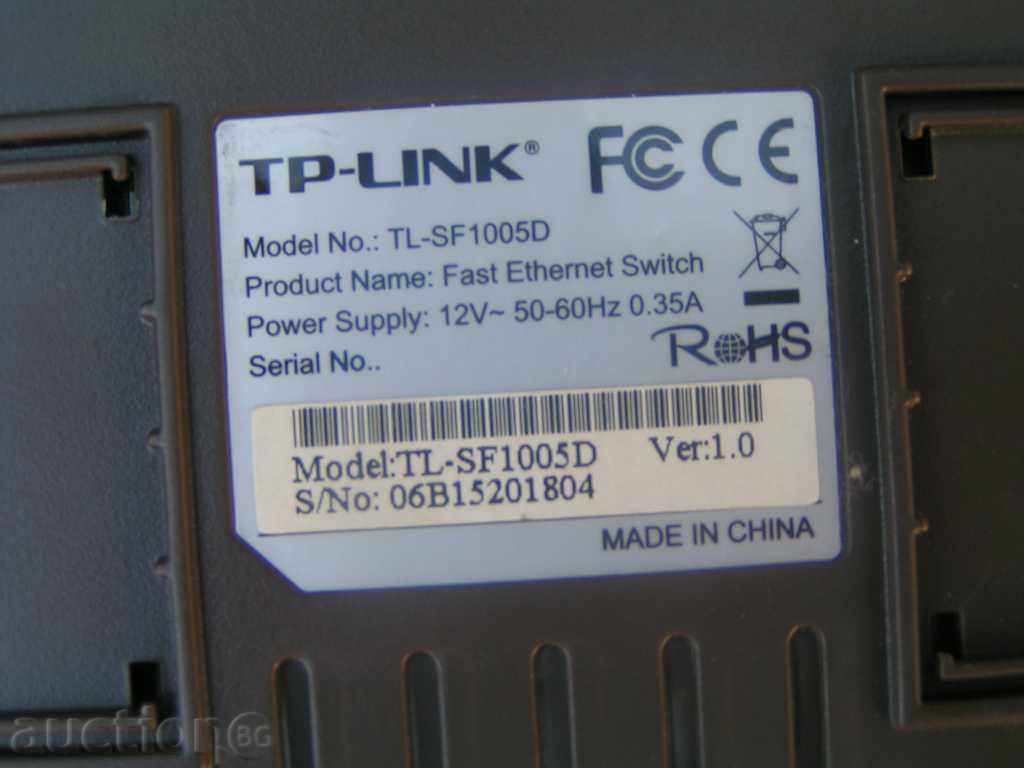 TP-LINK® FC CE
Model No.: TL-SF1005D
Product Name: Fast Ethernet Switch
Power Supply: 12V~ 50-60Hz 0.35A
Serial No..
RoHS
Model:TL-SF1005D Ver:1.0
S/No: 06B15201804
MADE IN CHINA
auction BG